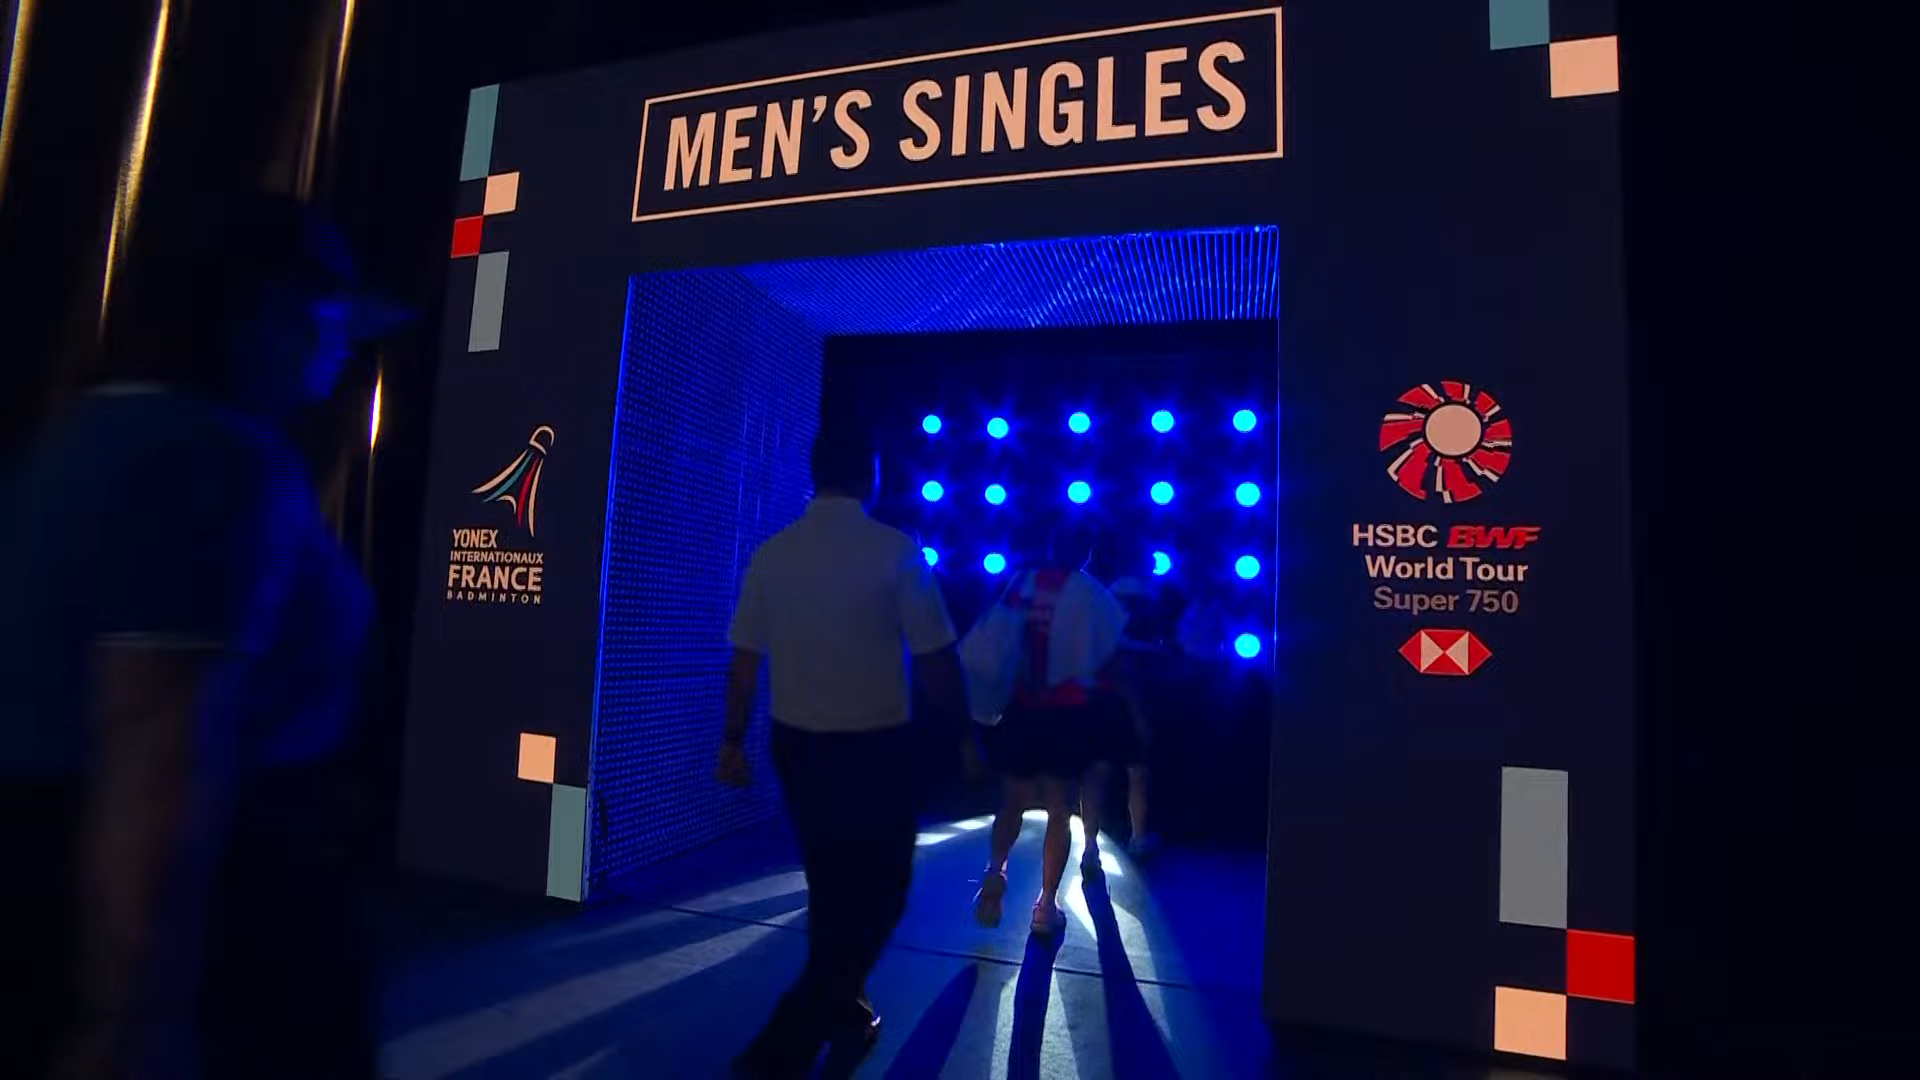 MEN'S SINGLES
YONEX
INTERNATIONAUX
FRANCE
BADMINTON
HSBC BWF
World Tour
Super 750